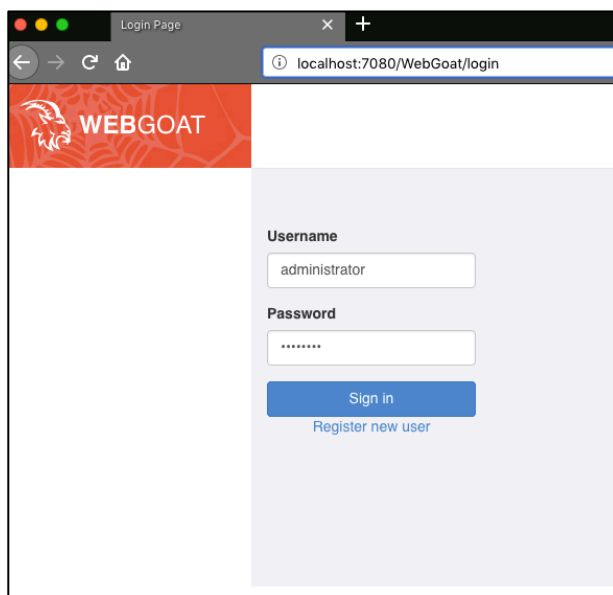 Login Page
localhost:7080/WebGoat/login
WEBGOAT
Username
administrator
Password
••••••••
Sign in
Register new user